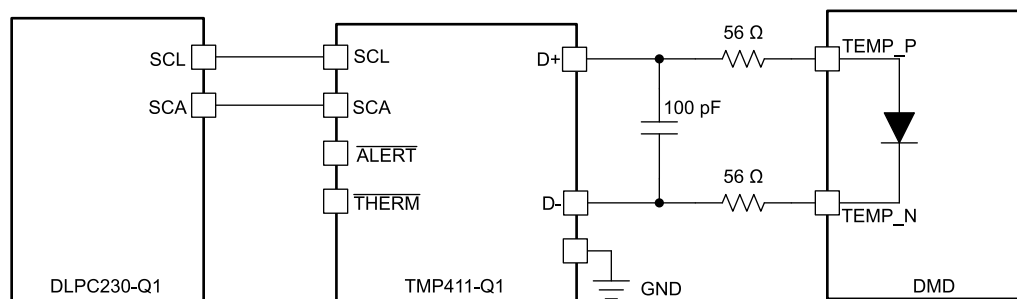 SCL
SCA
DLPC230-Q1
SCL
SCA
ALERT
THERM
D+
D-
TMP411-Q1
GND
100 pF
56 Ω
56 Ω
TEMP_P
TEMP_N
DMD